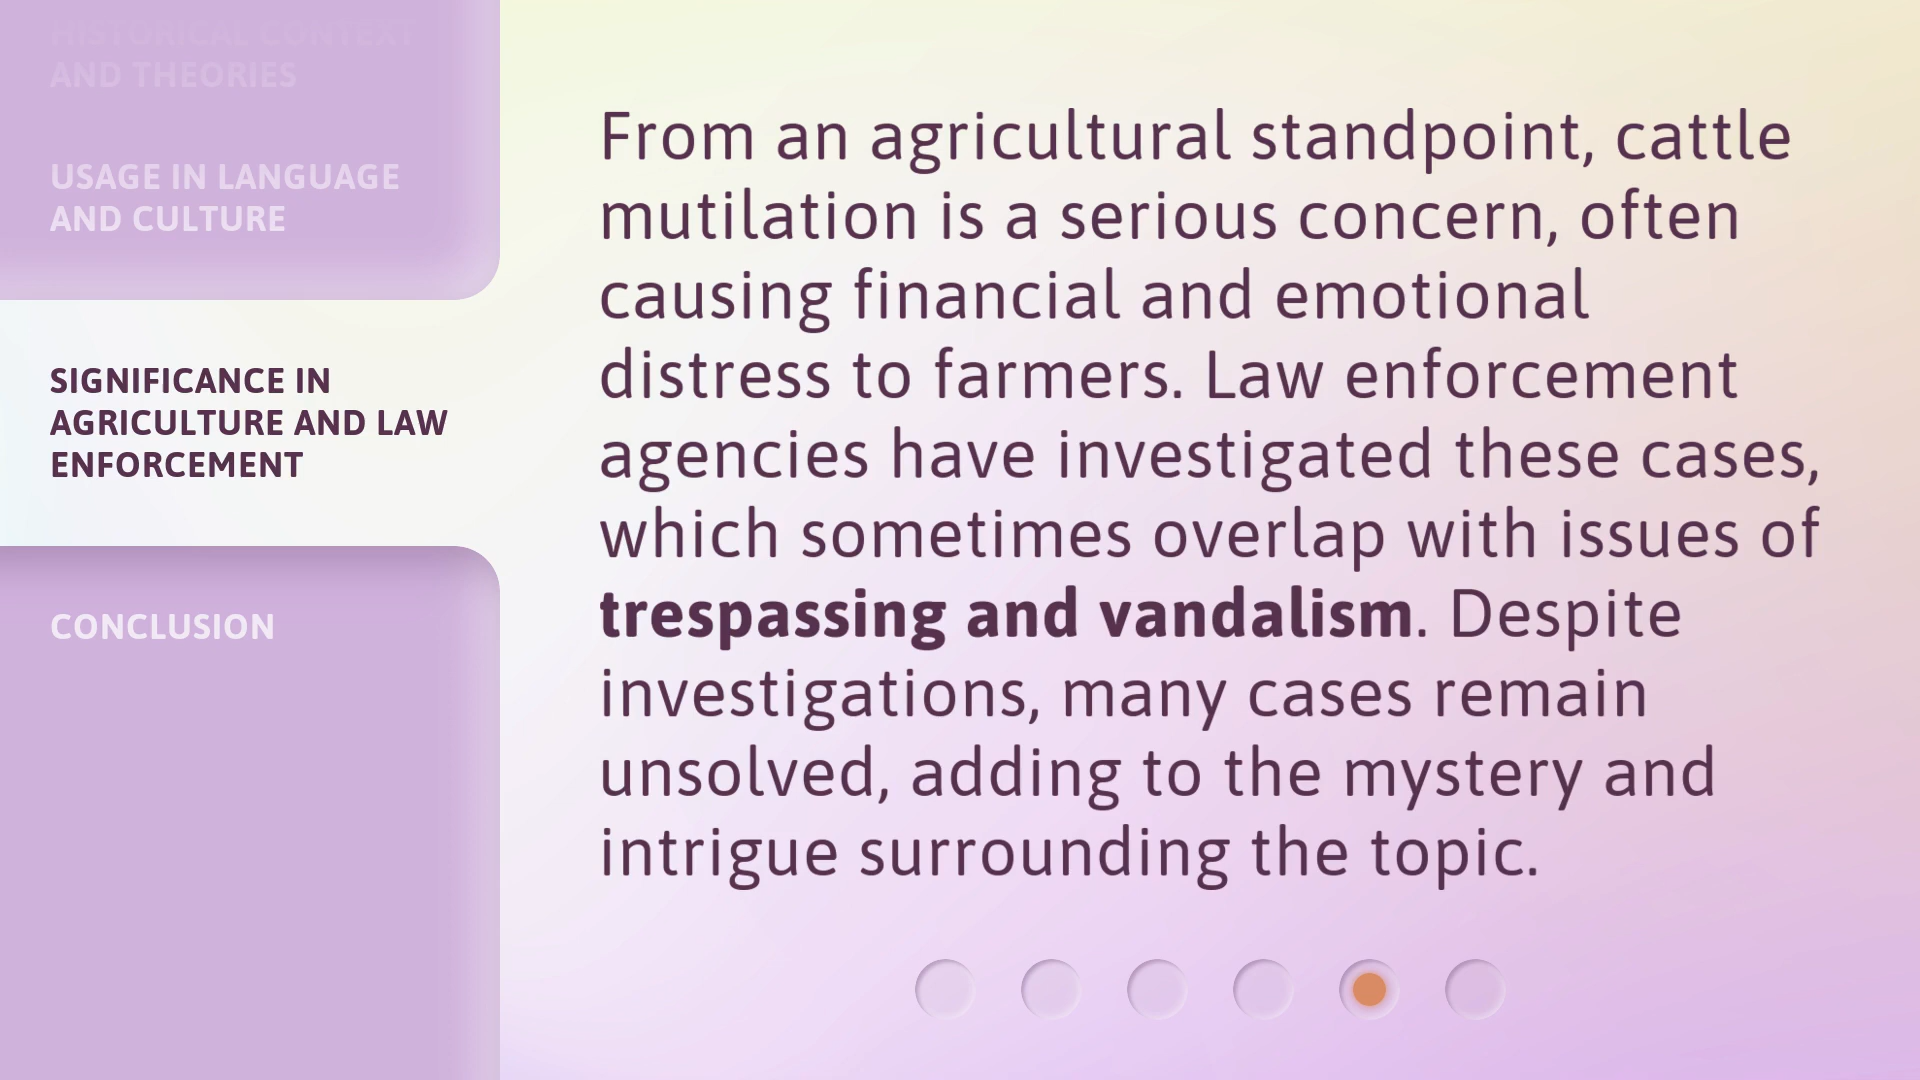 HISTORICAL CONTEXT
AND THEORIES
USAGE IN LANGUAGE
AND CULTURE
SIGNIFICANCE IN
AGRICULTURE AND LAW
ENFORCEMENT
CONCLUSION
From an agricultural standpoint, cattle
mutilation is a serious concern, often
causing financial and emotional
distress to farmers. Law enforcement
agencies have investigated these cases,
which sometimes overlap with issues of
trespassing and vandalism. Despite
investigations, many cases remain
unsolved, adding to the mystery and
intrigue surrounding the topic.